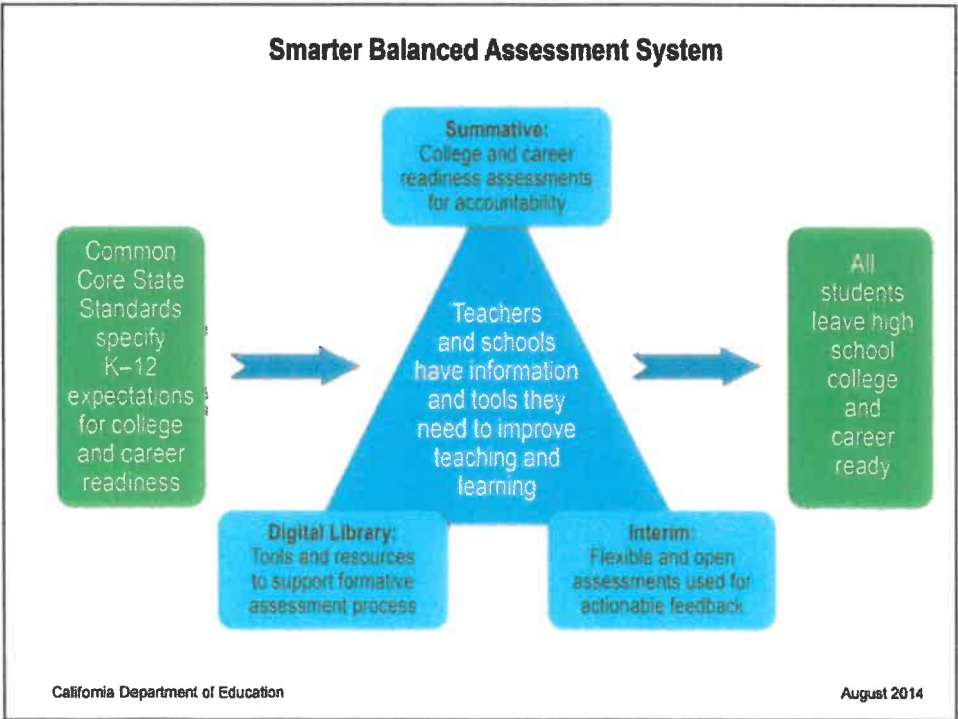 Smarter Balanced Assessment System
Summative:
College and career
readiness assessments
for accountability
Common
Core State
Standards
specify
K–12
expectations
for college
and career
readiness
Teachers
and schools
have information
and tools they
need to improve
teaching and
learning
All
students
leave high
school
college
and
career
ready
Digital Library:
Tools and resources
to support formative
assessment process
Interim:
Flexible and open
assessments used for
actionable feedback
California Department of Education
August 2014